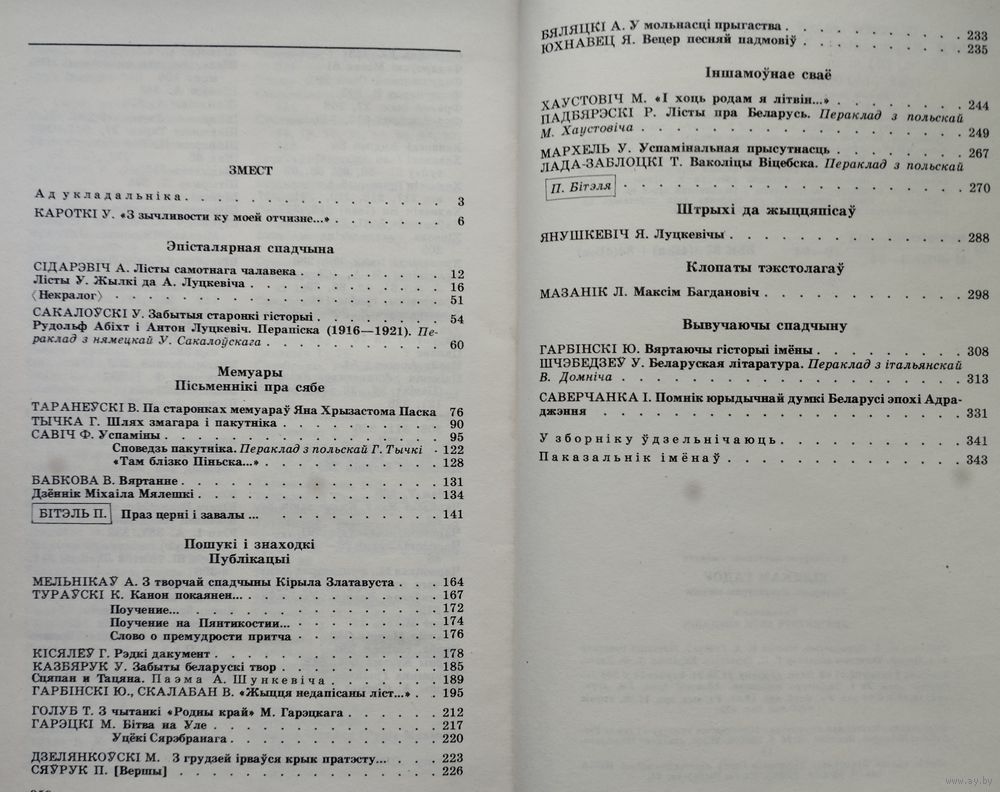 ЗМЕСТ
Ад укладальніка. 3
КАРОТКІ У. «З зычливости ку моей отчизне...» . 6
Эпісталярная спадчына
СІДАРЭВІЧ А. Лісты самотнага чалавека . 12
Лісты У. Жылкі да А. Луцкевіча . 16
⟨Некралог⟩ . 51
САКАЛОЎСКІ У. Забытыя старонкі гісторыі . 54
Рудольф Абіхт і Антон Луцкевіч. Перапіска (1916—1921). Пе-
раклад з нямецкай У. Сакалоўскага . 60
Мемуары
Пісьменнікі пра сябе
ТАРАНЕЎСКІ В. Па старонках мемуараў Яна Хрызастома Паска 76
ТЫЧКА Г. Шлях змагара і пакутніка . 90
САВІЧ Ф. Успаміны . 95
Споведзь пакутніка. Пераклад з польскай Г. Тычкі . 122
«Там блізко Піньска...» . 128
БАБКОВА В. Вяртанне . 131
Дзённік Міхаіла Мялешкі . 134
БІТЭЛЬ П. Праз церні і завалы ... 141
Пошукі і знаходкі
Публікацыі
МЕЛЬНІКАЎ А. З творчай спадчыны Кірыла Златавуста . 164
ТУРАЎСКІ К. Канон покаянен... . 167
Поучение... . 172
Поучение на Пянтикостии... . 174
Слово о премудрости притча . 176
КІСЯЛЕЎ Г. Рэдкі дакумент . 178
КАЗБЯРУК У. Забыты беларускі твор . 185
Сцяпан и Тацяна. Паэма А. Шункевіча . 189
ГАРБІНСКІ Ю., СКАЛАБАН В. «Жыцця недапісаны ліст...» . 195
ГОЛУБ Т. З чытанкі «Родны край» М. Гарэцкага . 212
ГАРЭЦКІ М. Бітва на Уле . 217
Уцёкі Сярэбранага . 220
ДЗЕЛЯНКОЎСКІ М. З грудзей ірваўся крык пратэсту... . 223
СЯЎРУК П. [Вершы] . 226
БЯЛЯЦКІ А. У мольнасці прыгаства . 233
ЮХНАВЕЦ Я. Вецер песняй падмовіў . 235
Іншамоўнае сваё
ХАУСТОВІЧ М. «І хоць родам я літвін...» . 244
ПАДБЯРЭСКІ Р. Лісты пра Беларусь. Пераклад з польскай
М. Хаустовіча . 249
МАРХЕЛЬ У. Успамінальная прысутнасць . 267
ЛАДА-ЗАБЛОЦКІ Т. Ваколіцы Віцебска. Пераклад з польскай
П. Бітэля . 270
Штрыхі да жыццяпісаў
ЯНУШКЕВІЧ Я. Луцкевічы . 288
Клопаты тэкстолагаў
МАЗАНІК Л. Максім Багдановіч . 298
Вывучаючы спадчыну
ГАРБІНСКІ Ю. Вяртаючы гісторыі імёны . 308
ШЧЭБЕДЗЕЎ У. Беларуская літаратура. Пераклад з італьянскай
В. Домніча . 313
САВЕРЧАНКА І. Помнік юрыдычнай думкі Беларусі эпохі Адра-
джэння . 331
У зборніку ўдзельнічаюць . 341
Паказальнік імёнаў . 343
www.ay.by